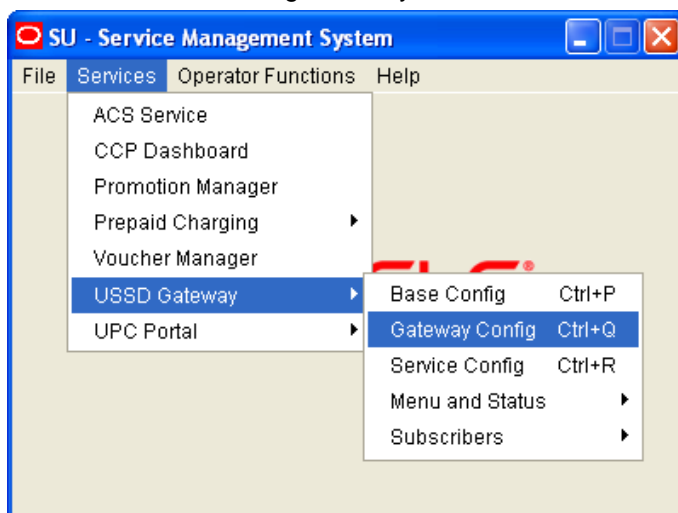 SU - Service Management System
File Services Operator Functions Help
ACS Service
CCP Dashboard
Promotion Manager
Prepaid Charging
Voucher Manager
USSD Gateway
UPC Portal
Base Config Ctrl+P
Gateway Config Ctrl+Q
Service Config Ctrl+R
Menu and Status
Subscribers